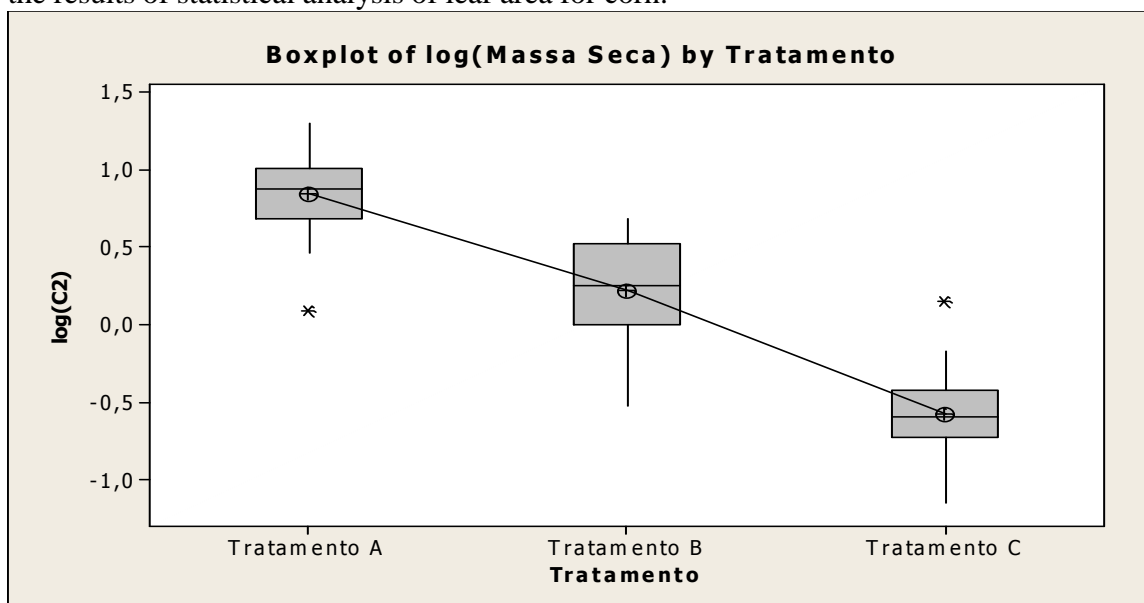 the results of statistical analysis of leaf area for corn.
Boxplot of log(Massa Seca) by Tratamento
1,5
1,0
0,5
0,0
-0,5
-1,0
log(C2)
Tratamento A
Tratamento B
Tratamento C
Tratamento